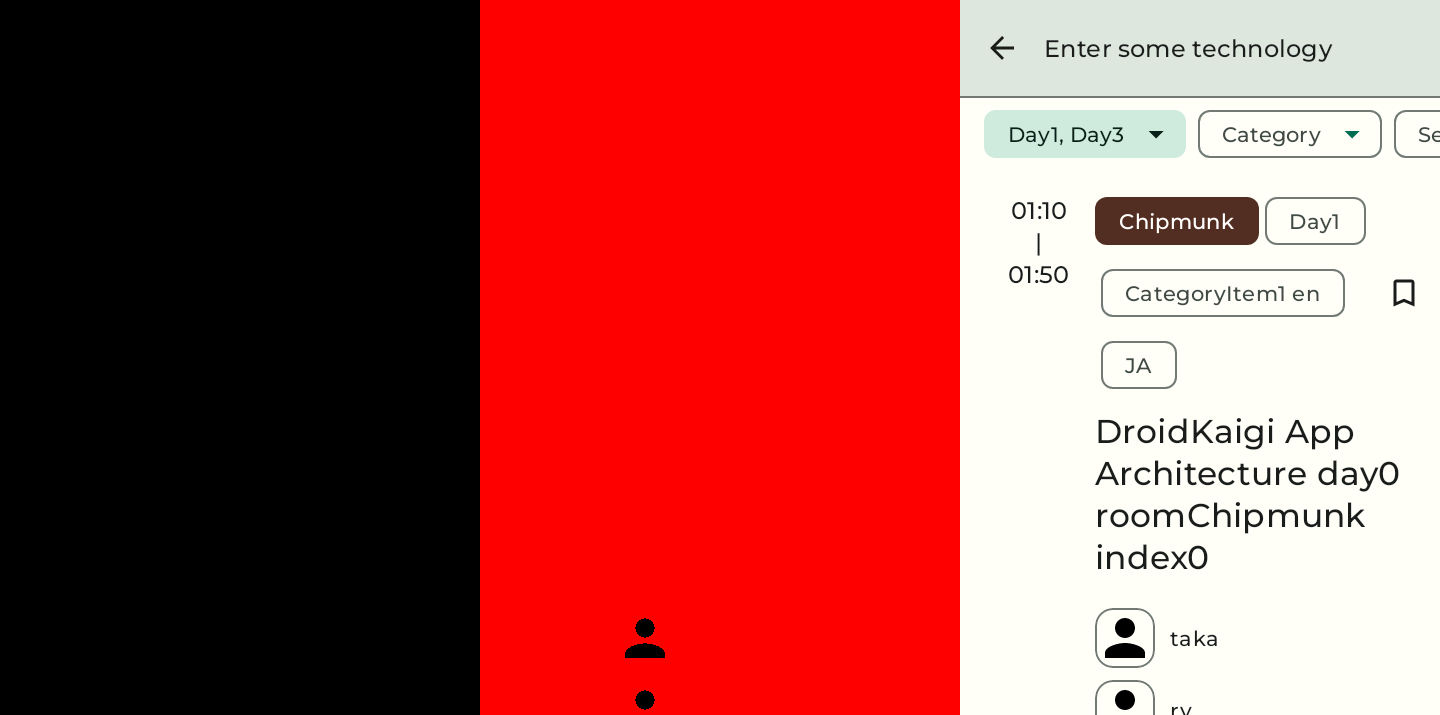 Enter some technology
Day1, Day3
Category
Se
01:10
|
01:50
Chipmunk
Day1
CategoryItem1 en
JA
DroidKaigi App
Architecture day0
roomChipmunk
index0
taka
ry